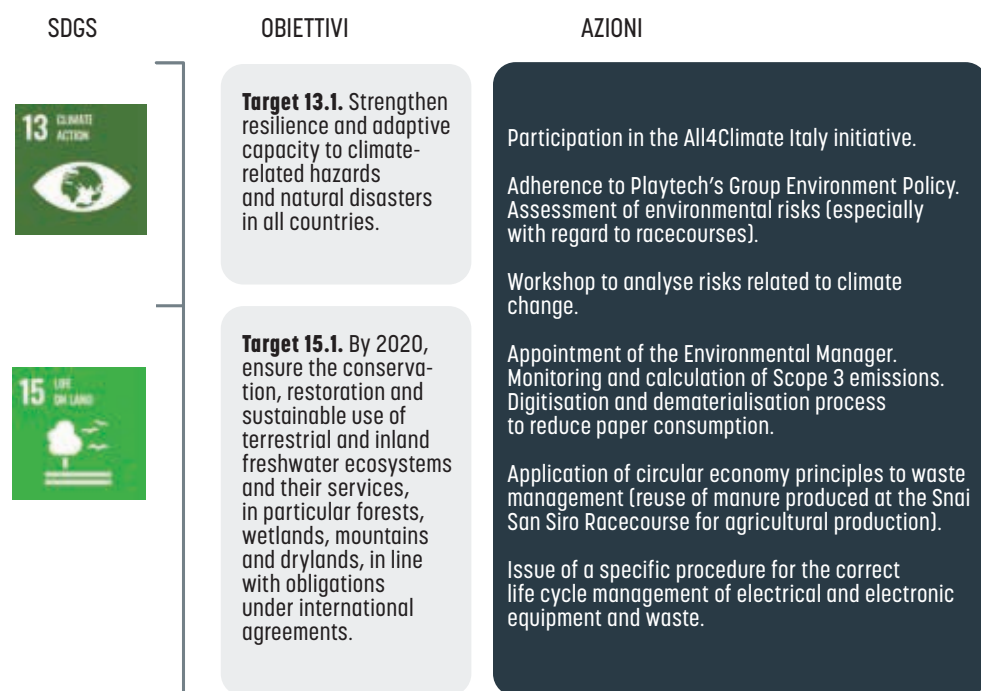 SDGS
OBIETTIVI
AZIONI
13 CLIMATE
ACTION
Target 13.1. Strengthen
resilience and adaptive
capacity to climate-
related hazards
and natural disasters
in all countries.
15 LIFE
ON LAND
Target 15.1. By 2020,
ensure the conserva-
tion, restoration and
sustainable use of
terrestrial and inland
freshwater ecosystems
and their services,
in particular forests,
wetlands, mountains
and drylands, in line
with obligations
under international
agreements.
Participation in the All4Climate Italy initiative.
Adherence to Playtech's Group Environment Policy.
Assessment of environmental risks (especially
with regard to racecourses).
Workshop to analyse risks related to climate
change.
Appointment of the Environmental Manager.
Monitoring and calculation of Scope 3 emissions.
Digitisation and dematerialisation process
to reduce paper consumption.
Application of circular economy principles to waste
management (reuse of manure produced at the Snai
San Siro Racecourse for agricultural production).
Issue of a specific procedure for the correct
life cycle management of electrical and electronic
equipment and waste.